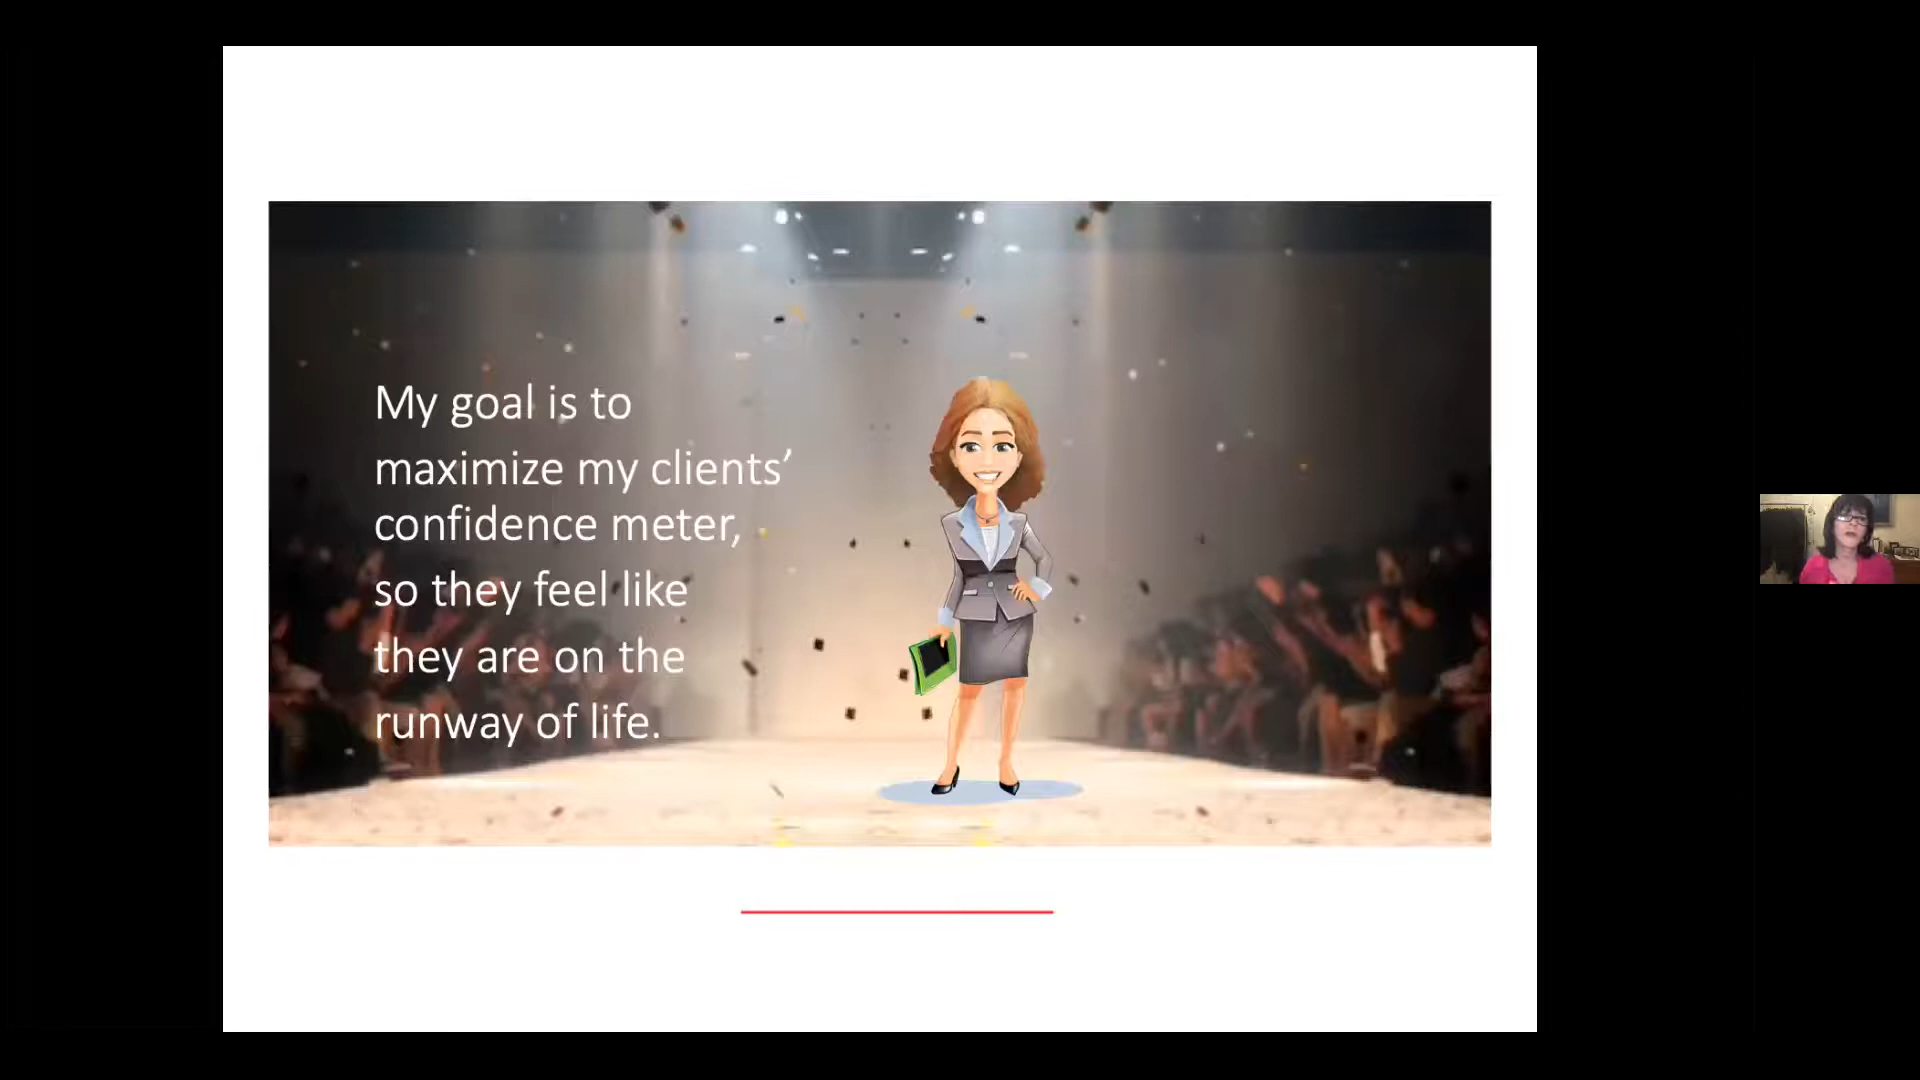 My goal is to
maximize my clients’
confidence meter,
so they feel like
they are on the
runway of life.